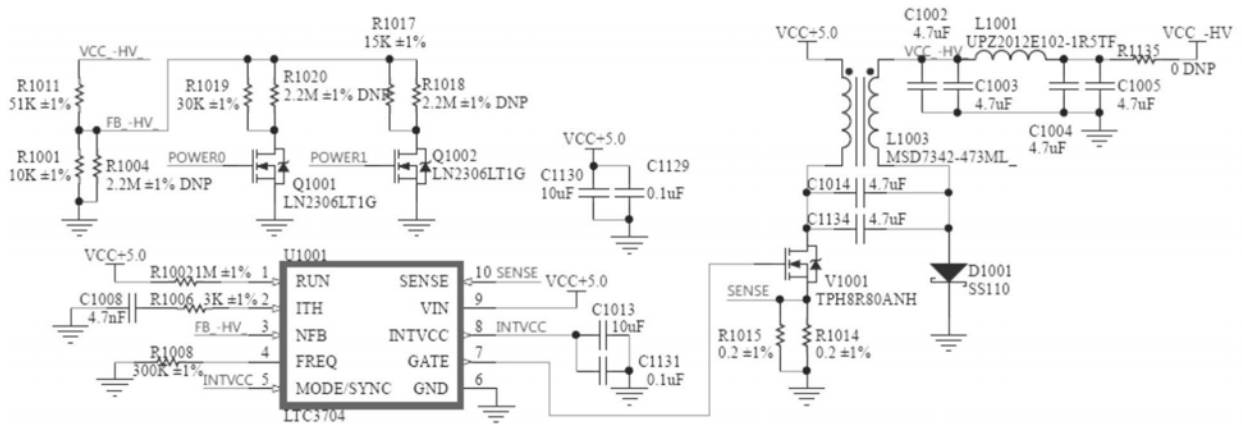 R1017
15K ±1%
VCC_-HV_
R1011
51K ±1%
R1019
30K ±1%
R1020
2.2M ±1% DNP
R1018
2.2M ±1% DNP
FB_-HV_
R1001
10K ±1%
R1004
2.2M ±1% DNP
POWER0
Q1001
LN2306LT1G
POWER1
Q1002
LN2306LT1G
VCC+5.0
C1130
10uF
C1129
0.1uF
VCC+5.0
C1002
4.7uF
L1001
UPZ2012E102-1R5TF
VCC_-HV
VCC_-HV
R1135
0 DNP
C1003
4.7uF
C1005
4.7uF
C1004
4.7uF
L1003
MSD7342-473ML_
C1014 4.7uF
C1134 4.7uF
V1001
TPH8R80ANH
D1001
SS110
SENSE
R1015
0.2 ±1%
R1014
0.2 ±1%
VCC+5.0
U1001
R1002 1M ±1% 1 RUN
SENSE 10 SENSE
VCC+5.0
C1008
4.7nF
R1006 3K ±1% 2 ITH
VIN 9
FB_-HV_ 3 NFB
INTVCC 8 INTVCC
C1013
10uF
R1008
300K ±1%
4 FREQ
GATE 7
C1131
0.1uF
INTVCC 5 MODE/SYNC
GND 6
LTC3704